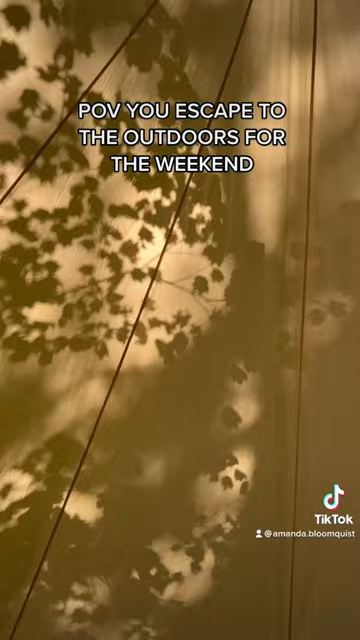 POV YOU ESCAPE TO
THE OUTDOORS FOR
THE WEEKEND
TikTok
@amanda.bloomquist